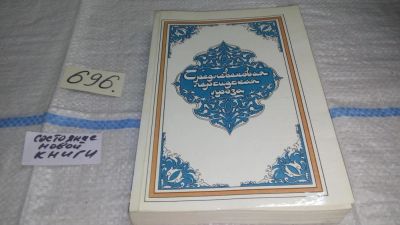 696.
состояние
новой
книги
Средневековая
персидская
проза